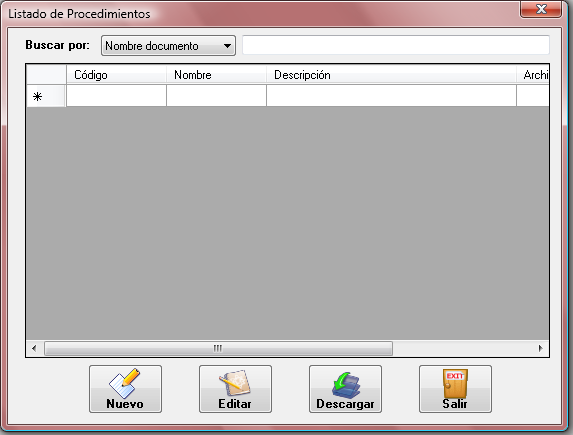 Listado de Procedimientos
Buscar por: Nombre documento
Código Nombre Descripción Archi
Nuevo Editar Descargar EXIT Salir